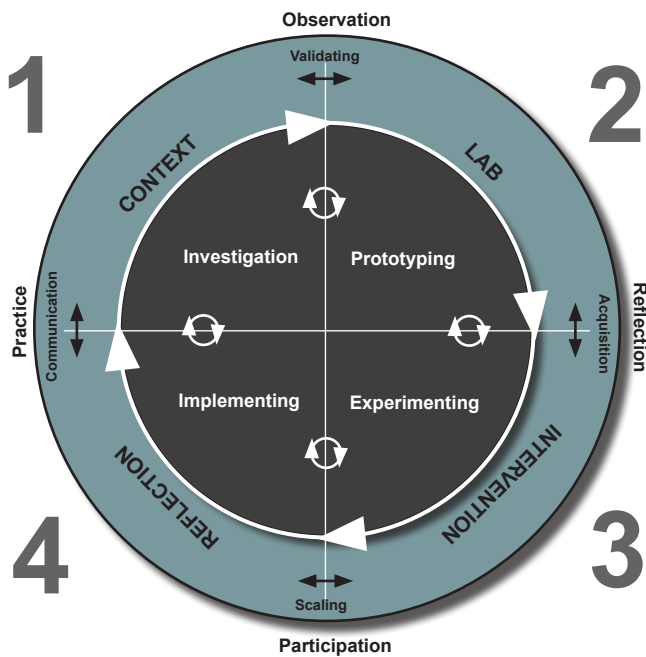 Observation
Validating
1
2
CONTEXT
LAB
Investigation
Prototyping
Practice
Communication
Acquisition
Reflection
Implementing
Experimenting
REFLECTION
INTERVENTION
4
3
Scaling
Participation